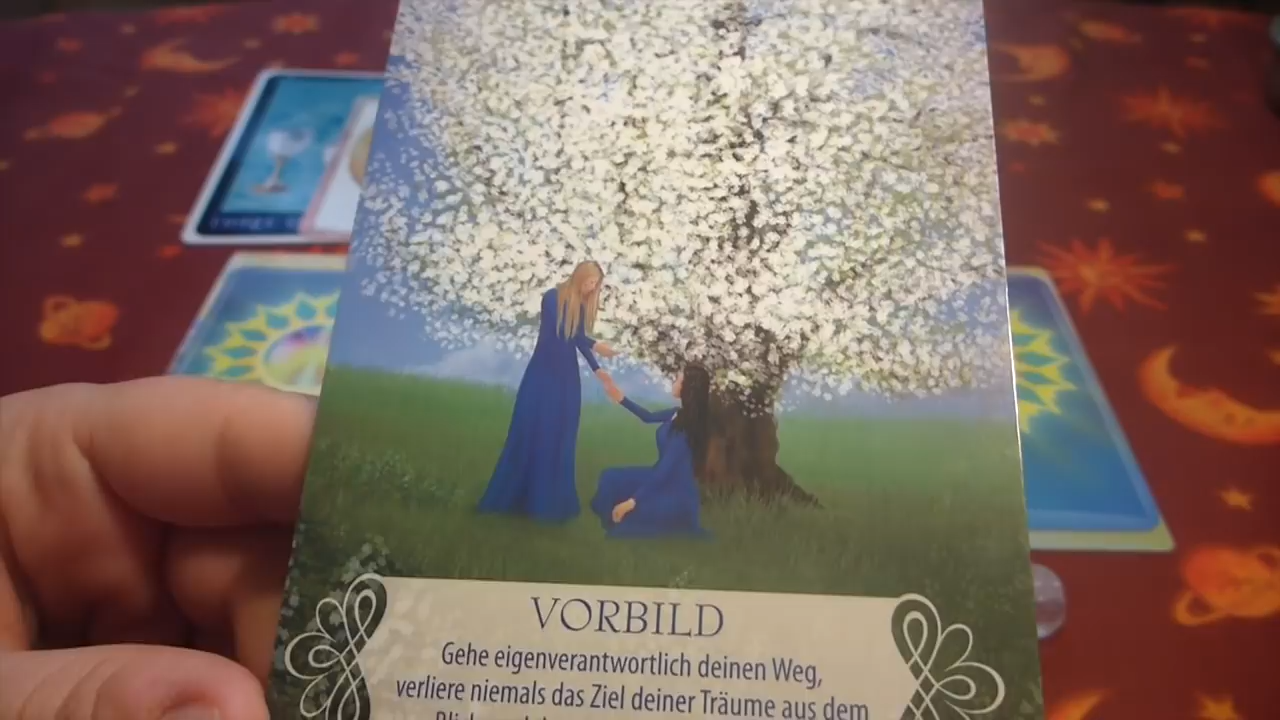 VORBILD
Gehe eigenverantwortlich deinen Weg,
verliere niemals das Ziel deiner Träume aus dem